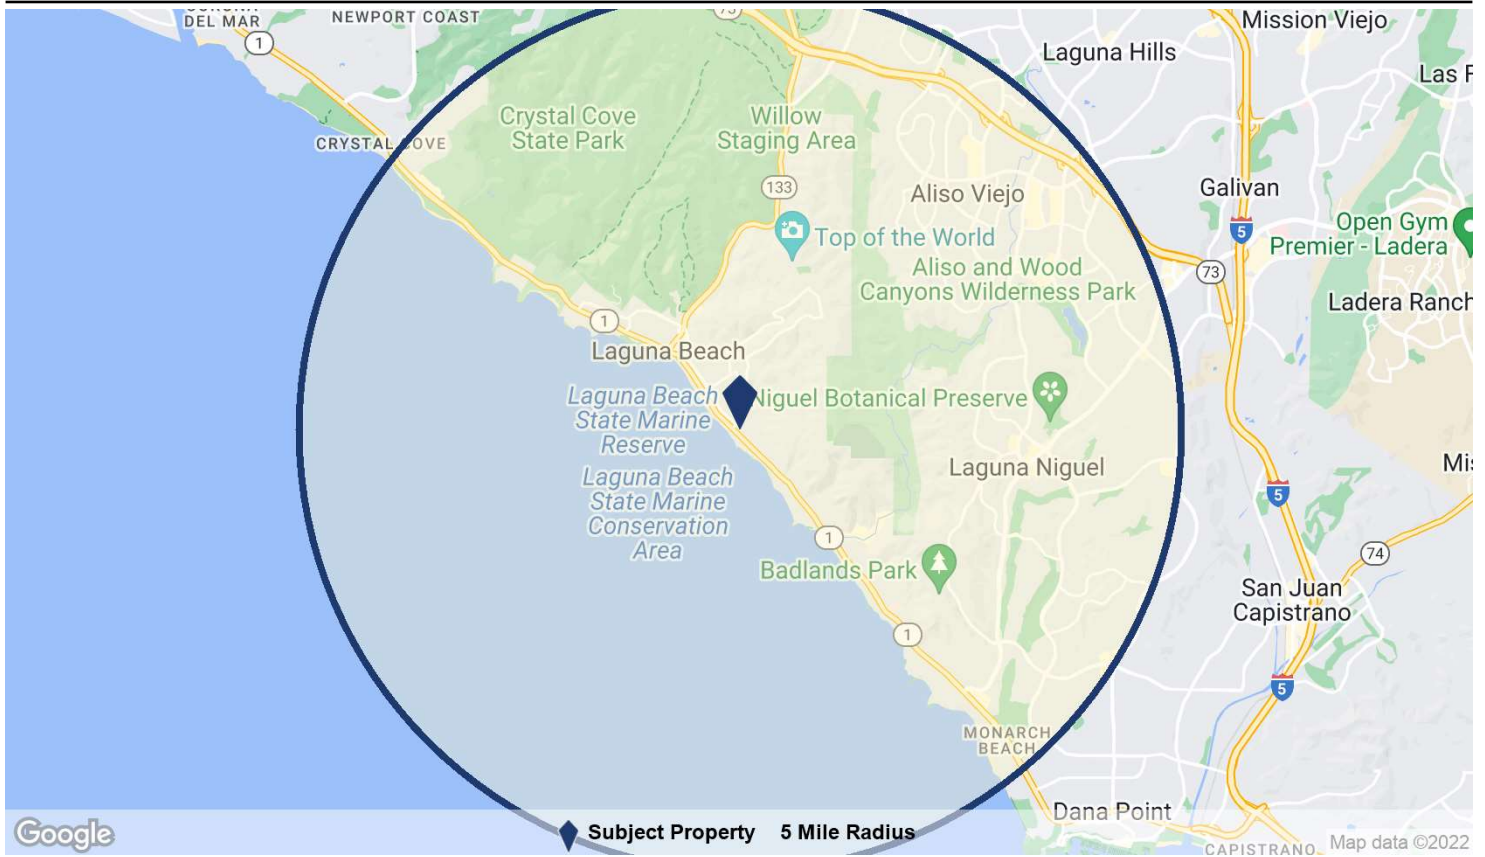 CORONA
DEL MAR
NEWPORT COAST
73
Mission Viejo
1
Laguna Hills
Las F
Crystal Cove
State Park
Willow
Staging Area
CRYSTAL COVE
133
Aliso Viejo
Galivan
Open Gym
Premier - Ladera
5
Top of the World
Aliso and Wood
Canyons Wilderness Park
73
Ladera Ranch
1
Laguna Beach
Laguna Beach
State Marine
Reserve
Niguel Botanical Preserve
Laguna Niguel
Mis
Laguna Beach
State Marine
Conservation
Area
5
1
74
Badlands Park
San Juan
Capistrano
1
5
MONARCH
BEACH
Dana Point
Google
Subject Property 5 Mile Radius
Map data ©2022
CAPISTRANO